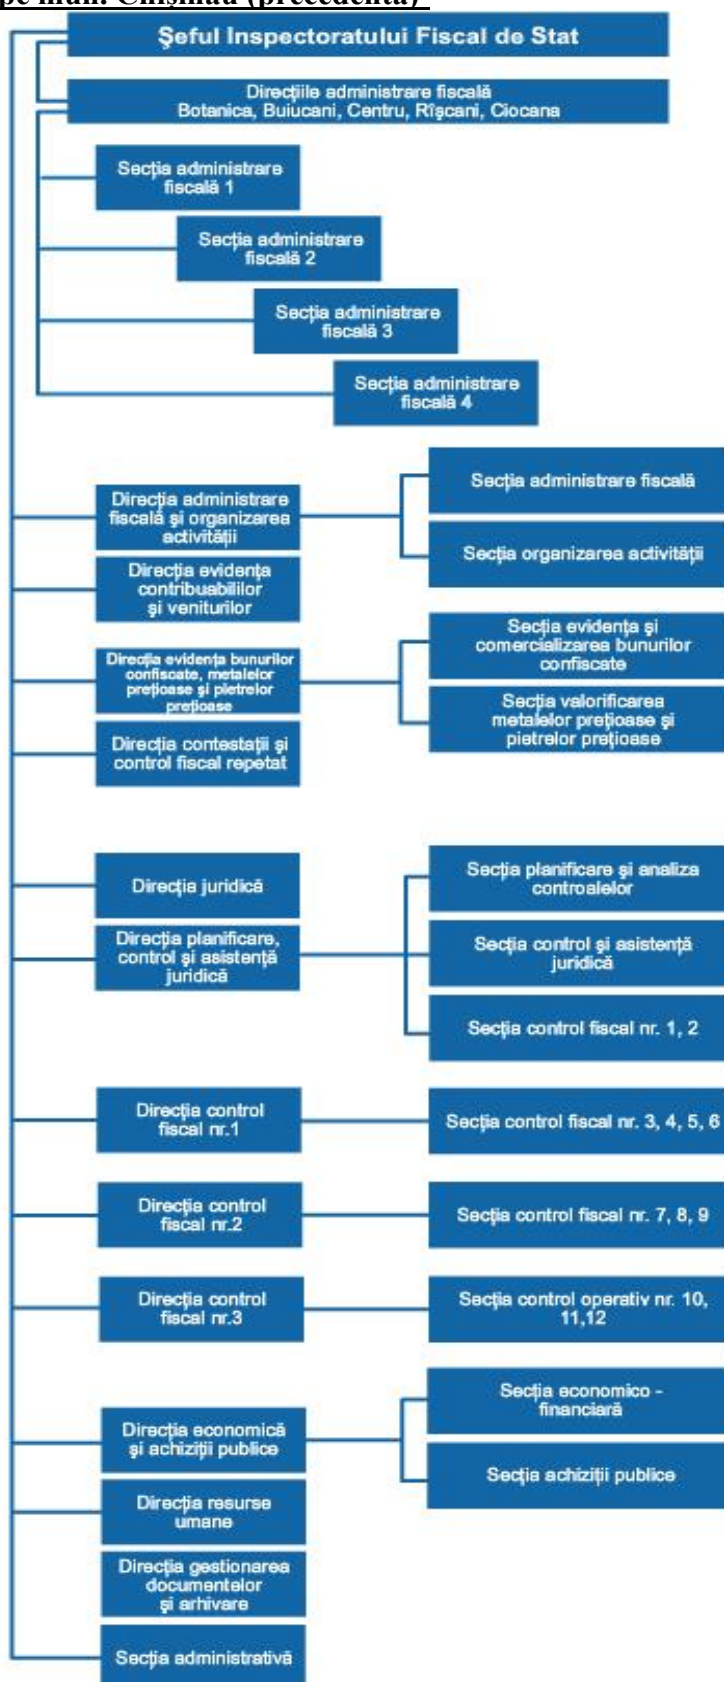 pe mun. Chișinău (precedentă)
Şeful Inspectoratului Fiscal de Stat
Direcţiile administrare fiscală
Botanica, Buiucani, Centru, Rîşcani, Ciocana
Secţia administrare
fiscală 1
Secţia administrare
fiscală 2
Secţia administrare
fiscală 3
Secţia administrare
fiscală 4
Direcţia administrare
fiscală şi organizarea
activităţii
Secţia administrare fiscală
Secţia organizarea activităţii
Direcţia evidenţa
contribuabililor
şi veniturilor
Direcţia evidenţa bunurilor
confiscate, metalelor
preţioase şi pietrelor
preţioase
Secţia evidenţa şi
comercializarea bunurilor
confiscate
Secţia valorificarea
metalelor preţioase şi
pietrelor preţioase
Direcţia contestaţii şi
control fiscal repetat
Direcţia juridică
Direcţia planificare,
control şi asistenţă
juridică
Secţia planificare şi analiza
controalelor
Secţia control şi asistenţă
juridică
Secţia control fiscal nr. 1, 2
Direcţia control
fiscal nr.1
Secţia control fiscal nr. 3, 4, 5, 6
Direcţia control
fiscal nr.2
Secţia control fiscal nr. 7, 8, 9
Direcţia control
fiscal nr.3
Secţia control operativ nr. 10,
11,12
Direcţia economică
şi achiziţii publice
Secţia economico -
financiară
Secţia achiziţii publice
Direcţia resurse
umane
Direcţia gestionarea
documentelor
şi arhivare
Secţia administrativă